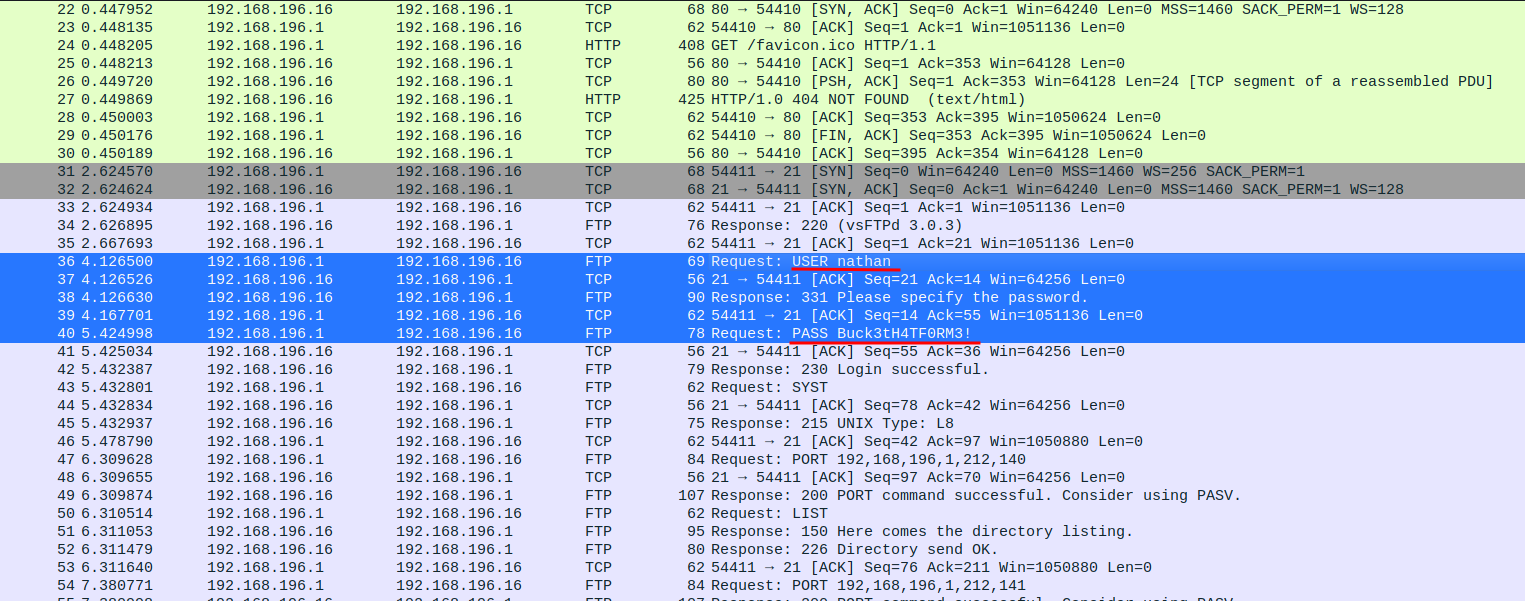 22 0.447952 192.168.196.16 192.168.196.1 TCP 68 80 → 54410 [SYN, ACK] Seq=0 Ack=1 Win=64240 Len=0 MSS=1460 SACK_PERM=1 WS=128
23 0.448135 192.168.196.1 192.168.196.16 TCP 62 54410 → 80 [ACK] Seq=1 Ack=1 Win=1051136 Len=0
24 0.448205 192.168.196.1 192.168.196.16 HTTP 408 GET /favicon.ico HTTP/1.1
25 0.448213 192.168.196.16 192.168.196.1 TCP 56 80 → 54410 [ACK] Seq=1 Ack=353 Win=64128 Len=0
26 0.449720 192.168.196.16 192.168.196.1 TCP 80 80 → 54410 [PSH, ACK] Seq=1 Ack=353 Win=64128 Len=24 [TCP segment of a reassembled PDU]
27 0.449869 192.168.196.16 192.168.196.1 HTTP 425 HTTP/1.0 404 NOT FOUND  (text/html)
28 0.450003 192.168.196.1 192.168.196.16 TCP 62 54410 → 80 [ACK] Seq=353 Ack=395 Win=1050624 Len=0
29 0.450176 192.168.196.1 192.168.196.16 TCP 62 54410 → 80 [FIN, ACK] Seq=353 Ack=395 Win=1050624 Len=0
30 0.450189 192.168.196.16 192.168.196.1 TCP 56 80 → 54410 [ACK] Seq=395 Ack=354 Win=64128 Len=0
31 2.624570 192.168.196.1 192.168.196.16 TCP 68 54411 → 21 [SYN] Seq=0 Win=64240 Len=0 MSS=1460 WS=256 SACK_PERM=1
32 2.624624 192.168.196.16 192.168.196.1 TCP 68 21 → 54411 [SYN, ACK] Seq=0 Ack=1 Win=64240 Len=0 MSS=1460 SACK_PERM=1 WS=128
33 2.624934 192.168.196.1 192.168.196.16 TCP 62 54411 → 21 [ACK] Seq=1 Ack=1 Win=1051136 Len=0
34 2.626895 192.168.196.16 192.168.196.1 FTP 76 Response: 220 (vsFTPd 3.0.3)
35 2.667693 192.168.196.1 192.168.196.16 TCP 62 54411 → 21 [ACK] Seq=1 Ack=21 Win=1051136 Len=0
36 4.126500 192.168.196.1 192.168.196.16 FTP 69 Request: USER nathan
37 4.126526 192.168.196.16 192.168.196.1 TCP 56 21 → 54411 [ACK] Seq=21 Ack=14 Win=64256 Len=0
38 4.126630 192.168.196.16 192.168.196.1 FTP 90 Response: 331 Please specify the password.
39 4.167701 192.168.196.1 192.168.196.16 TCP 62 54411 → 21 [ACK] Seq=14 Ack=55 Win=1051136 Len=0
40 5.424998 192.168.196.1 192.168.196.16 FTP 78 Request: PASS Buck3tH4TF0RM3!
41 5.425034 192.168.196.16 192.168.196.1 TCP 56 21 → 54411 [ACK] Seq=55 Ack=36 Win=64256 Len=0
42 5.432387 192.168.196.16 192.168.196.1 FTP 79 Response: 230 Login successful.
43 5.432801 192.168.196.1 192.168.196.16 FTP 62 Request: SYST
44 5.432834 192.168.196.16 192.168.196.1 TCP 56 21 → 54411 [ACK] Seq=78 Ack=42 Win=64256 Len=0
45 5.432937 192.168.196.16 192.168.196.1 FTP 75 Response: 215 UNIX Type: L8
46 5.478790 192.168.196.1 192.168.196.16 TCP 62 54411 → 21 [ACK] Seq=42 Ack=97 Win=1050880 Len=0
47 6.309628 192.168.196.1 192.168.196.16 FTP 84 Request: PORT 192,168,196,1,212,140
48 6.309655 192.168.196.16 192.168.196.1 TCP 56 21 → 54411 [ACK] Seq=97 Ack=70 Win=64256 Len=0
49 6.309874 192.168.196.16 192.168.196.1 FTP 107 Response: 200 PORT command successful. Consider using PASV.
50 6.310514 192.168.196.1 192.168.196.16 FTP 62 Request: LIST
51 6.311053 192.168.196.16 192.168.196.1 FTP 95 Response: 150 Here comes the directory listing.
52 6.311479 192.168.196.16 192.168.196.1 FTP 80 Response: 226 Directory send OK.
53 6.311640 192.168.196.1 192.168.196.16 TCP 62 54411 → 21 [ACK] Seq=76 Ack=211 Win=1050880 Len=0
54 7.380771 192.168.196.1 192.168.196.16 FTP 84 Request: PORT 192,168,196,1,212,141